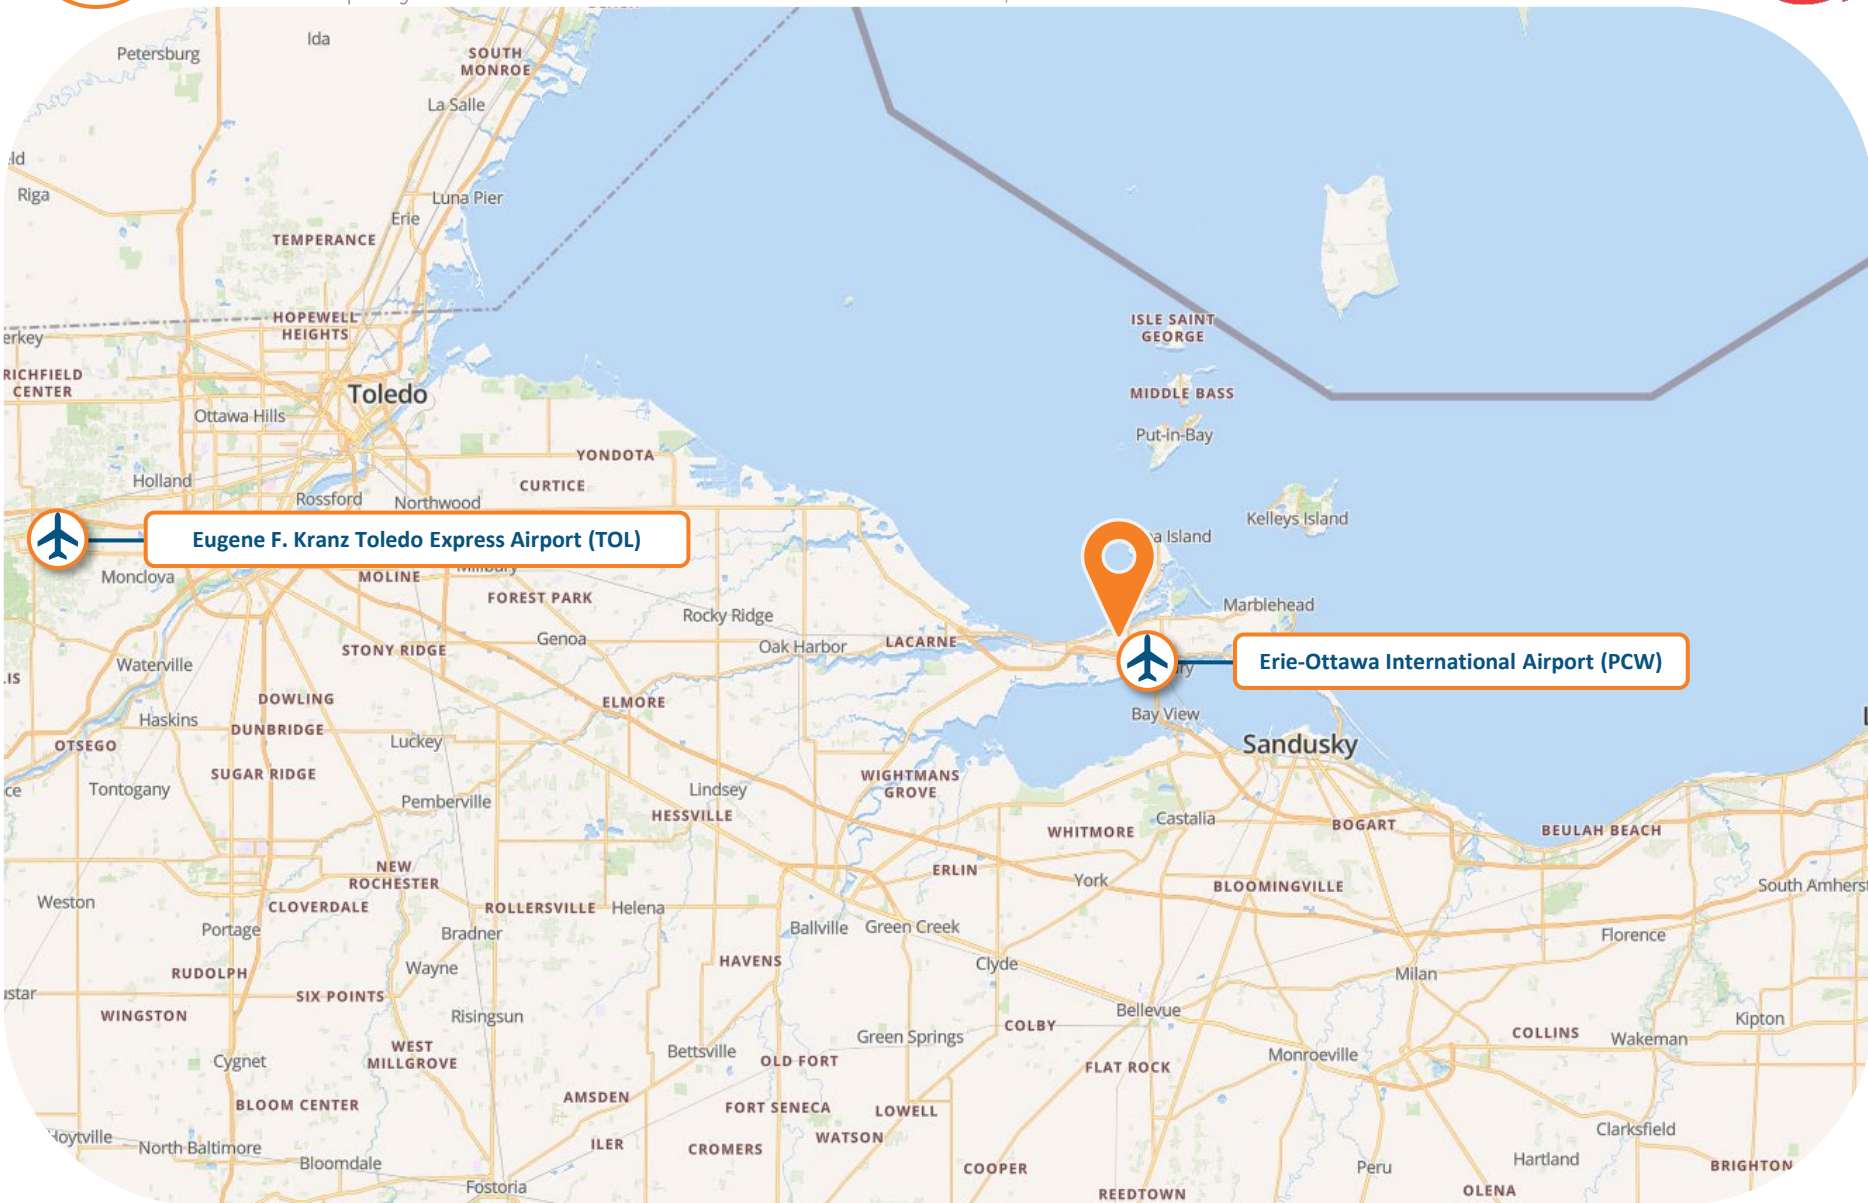 Petersburg
Ida
SOUTH
MONROE
La Salle
Riga
Luna Pier
Erie
TEMPERANCE
HOPEWELL
HEIGHTS
ISLE SAINT
GEORGE
RICHFIELD
CENTER
Toledo
MIDDLE BASS
Ottawa Hills
Put-In-Bay
YONDOTA
Holland
CURTICE
Rossford
Northwood
Kelleys Island
Island
Eugene F. Kranz Toledo Express Airport (TOL)
Monclova
MOLINE
Millbury
FOREST PARK
Marblehead
Rocky Ridge
Genoa
Oak Harbor
LACARNE
STONY RIDGE
Waterville
Erie-Ottawa International Airport (PCW)
DOWLING
ELMORE
Haskins
DUNBRIDGE
Bay View
OTSEGO
Luckey
Sandusky
SUGAR RIDGE
WIGHTMANS
GROVE
Tontogany
Lindsey
Pemberville
HESSVILLE
Castalia
WHITMORE
BOGART
BEULAH BEACH
NEW
ROCHESTER
ERLIN
York
BLOOMINGVILLE
South Amherst
Weston
CLOVERDALE
ROLLERSVILLE
Helena
Portage
Bradner
Ballville
Green Creek
Florence
HAVENS
Clyde
RUDOLPH
Wayne
Milan
SIX POINTS
WINGSTON
Risingsun
Bellevue
COLBY
Kipton
Green Springs
COLLINS
Wakeman
WEST
MILLGROVE
Bettsville
OLD FORT
Monroeville
Cygnet
FLAT ROCK
AMSDEN
BLOOM CENTER
FORT SENECA
LOWELL
Hoytville
WATSON
Clarksfield
North Baltimore
ILER
CROMERS
Bloomdale
COOPER
Peru
Hartland
BRIGHTON
Fostoria
REEDTOWN
OLENA